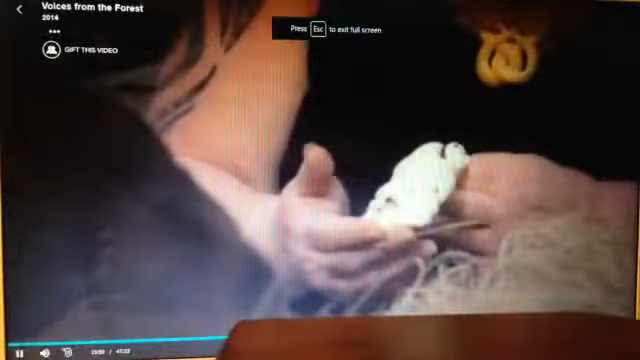 Voices from the Forest
2014
Press Esc to exit full screen
GIFT THIS VIDEO